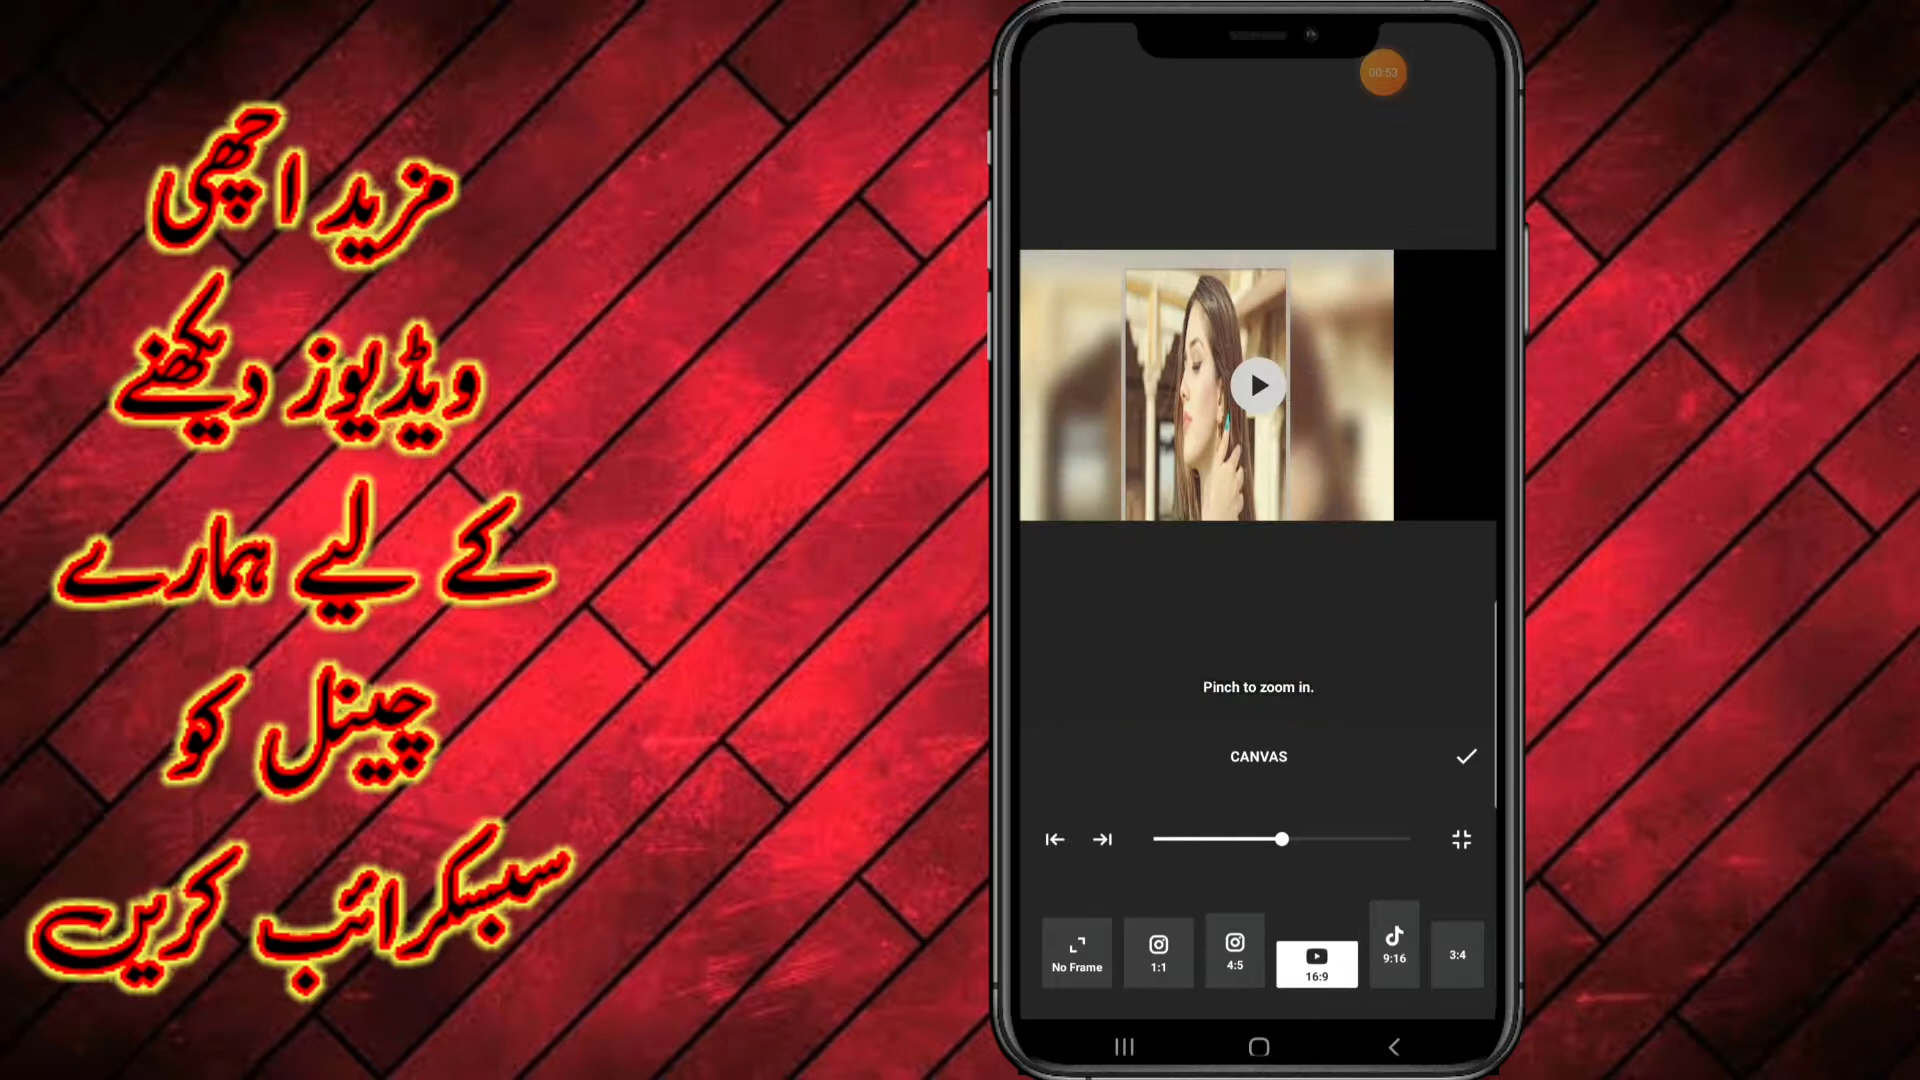 مزید اچھی
ویڈیوز دیکھنے
کے لیے ہمارے
چینل کو
سبسکرائب کریں
00:53
Pinch to zoom in.
CANVAS
No Frame
1:1
4:5
16:9
9:16
3:4